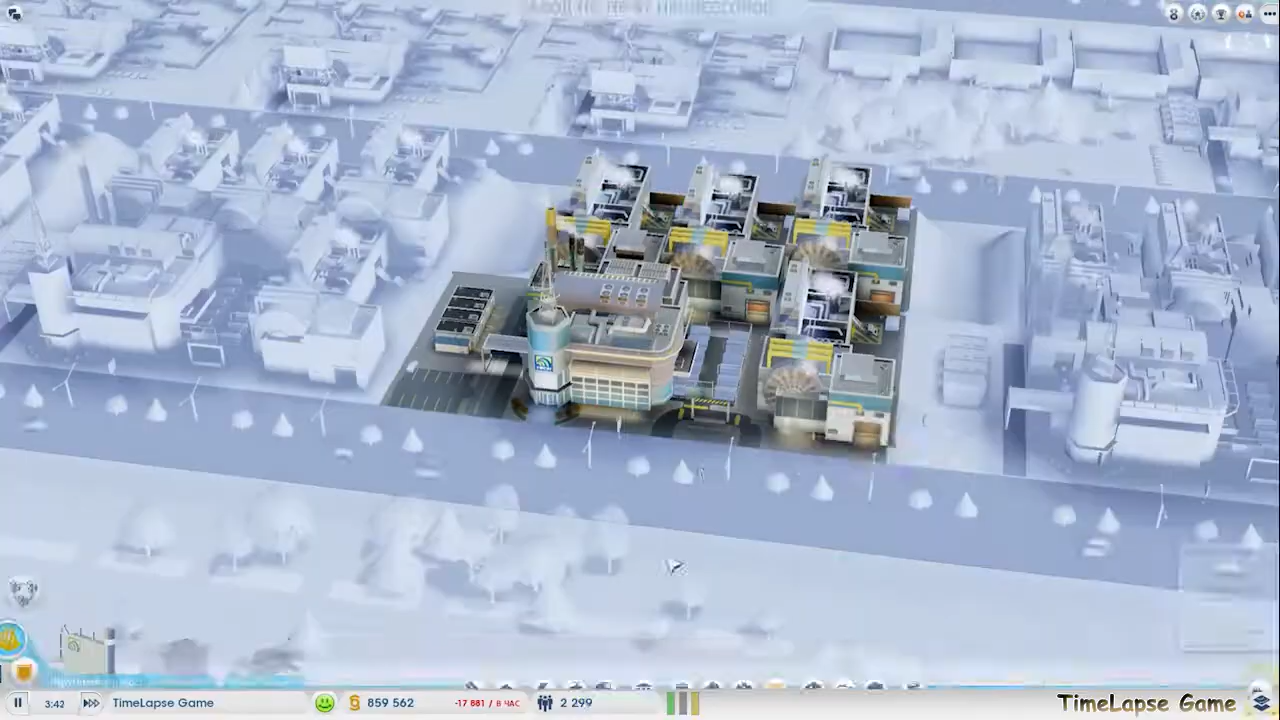 3:42
TimeLapse Game
859 562
-17 881 / В ЧАС
2 299
TimeLapse Game